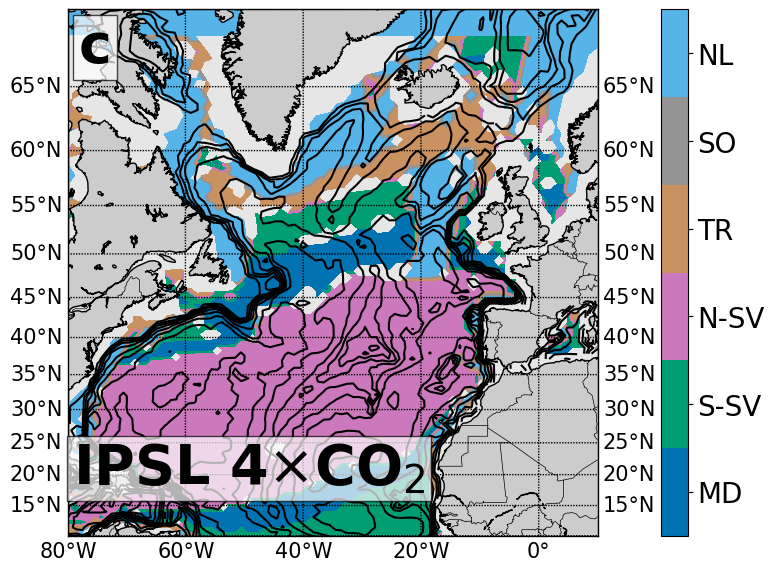 c
65°N 65°N
60°N 60°N
55°N 55°N
50°N 50°N
45°N 45°N
40°N 40°N
35°N 35°N
30°N 30°N
25°N 25°N
20°N 20°N
15°N 15°N
IPSL 4×CO₂
80°W 60°W 40°W 20°W 0°
NL
SO
TR
N-SV
S-SV
MD